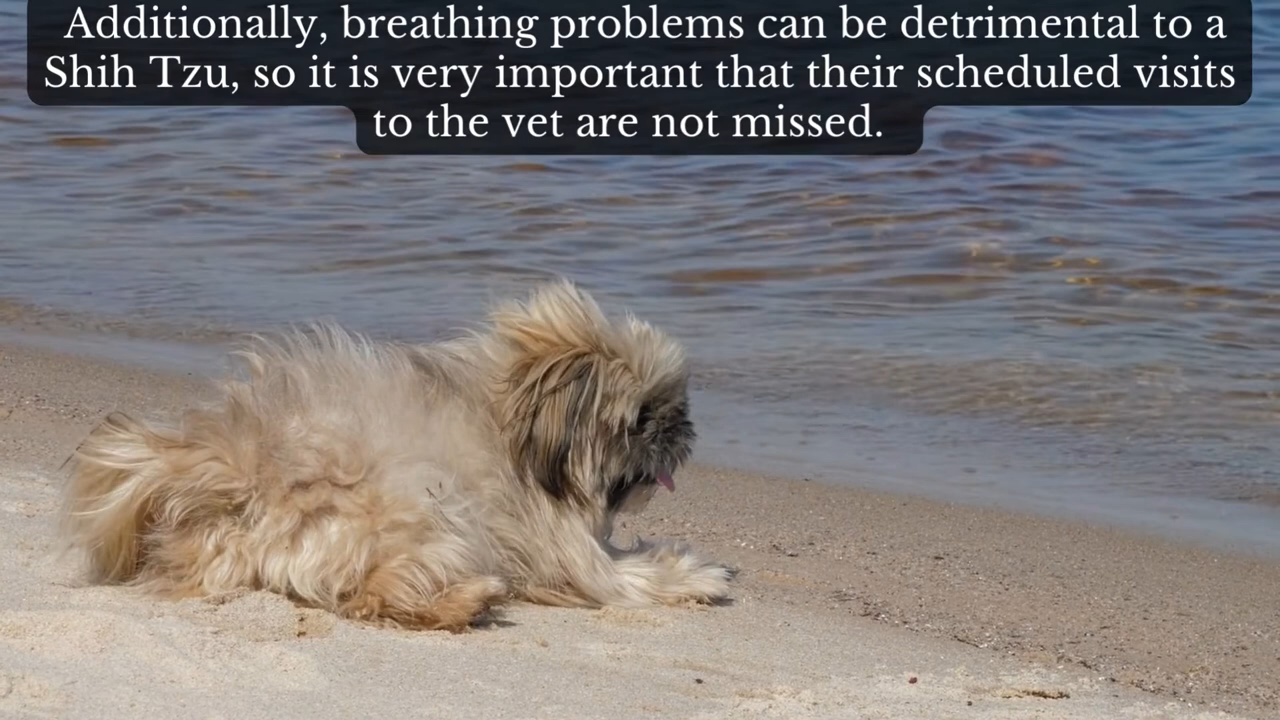 Additionally, breathing problems can be detrimental to a
Shih Tzu, so it is very important that their scheduled visits
to the vet are not missed.